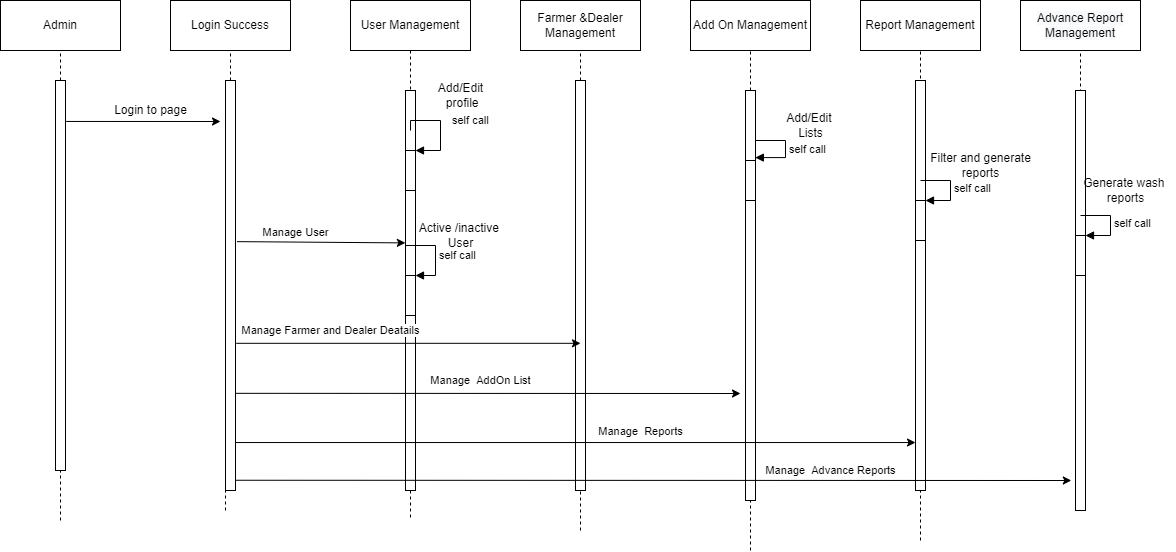 Admin
Login Success
User Management
Farmer &Dealer
Management
Add On Management
Report Management
Advance Report
Management
Add/Edit
profile
self call
Login to page
Add/Edit
Lists
self call
Filter and generate
reports
self call
Generate wash
reports
self call
Manage User
Active /inactive
User
self call
Manage Farmer and Dealer Deatails
Manage  AddOn List
Manage  Reports
Manage  Advance Reports